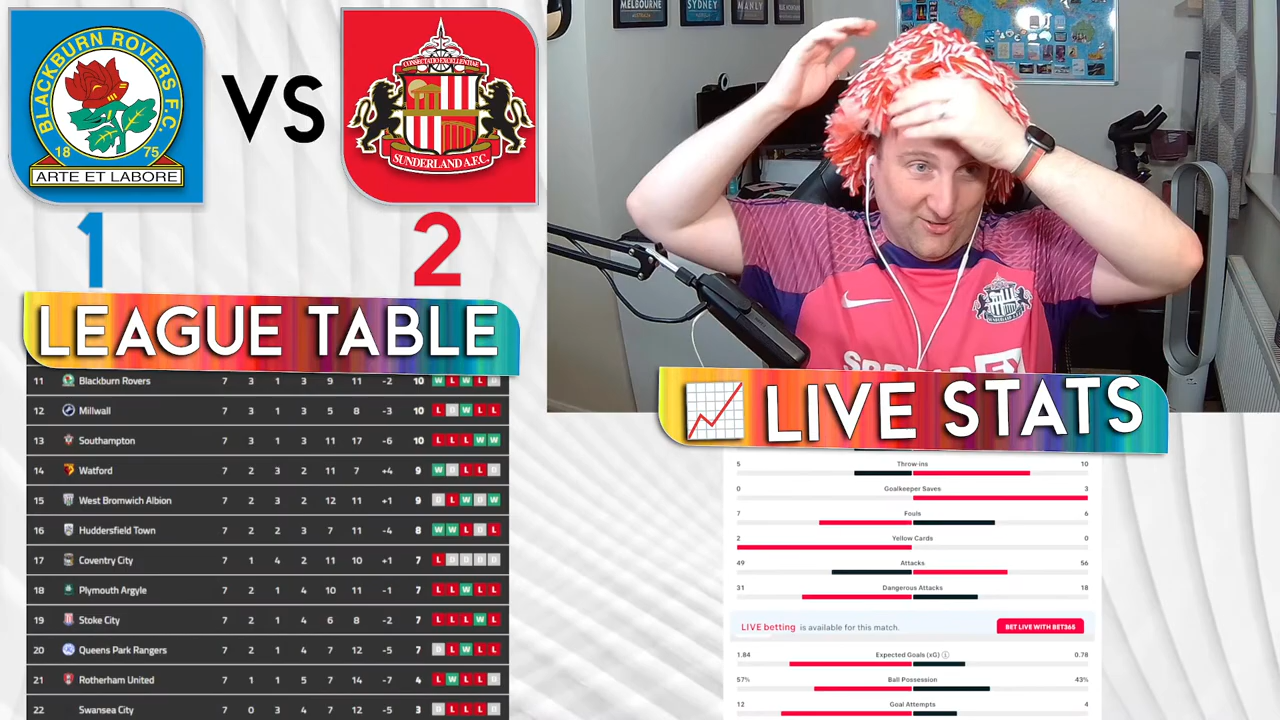 BLACKBURN ROVERS F.C.
18 75
ARTE ET LABORE
VS
CONSECTATIO EXCELLENTIAE
SUNDERLAND A.F.C.
1
2
MELBOURNE
AUSTRALIA
SYDNEY
MANLY
LEAGUE TABLE
11 Blackburn Rovers 7 3 1 3 9 11 -2 10 W L W L D
12 Millwall 7 3 1 3 5 8 -3 10 L D W L L
13 Southampton 7 3 1 3 11 17 -6 10 L L L W W
14 Watford 7 2 3 2 11 7 +4 9 W D L L D
15 West Bromwich Albion 7 2 3 2 12 11 +1 9 D L W D W
16 Huddersfield Town 7 2 2 3 7 11 -4 8 W W L D L
17 Coventry City 7 1 4 2 11 10 +1 7 L D D D D
18 Plymouth Argyle 7 2 1 4 10 11 -1 7 L L W L L
19 Stoke City 7 2 1 4 6 8 -2 7 L L L W L
20 Queens Park Rangers 7 2 1 4 7 12 -5 7 D L W L L
21 Rotherham United 7 1 1 5 7 14 -7 4 L W L L D
22 Swansea City 7 0 3 4 7 12 -5 3 D L L L D
LIVE STATS
5 Throw-ins 10
0 Goalkeeper Saves 3
7 Fouls 6
2 Yellow Cards 0
49 Attacks 56
31 Dangerous Attacks 18
LIVE betting is available for this match. BET LIVE WITH BET365
1.84 Expected Goals (xG) 0.78
57% Ball Possession 43%
12 Goal Attempts 4